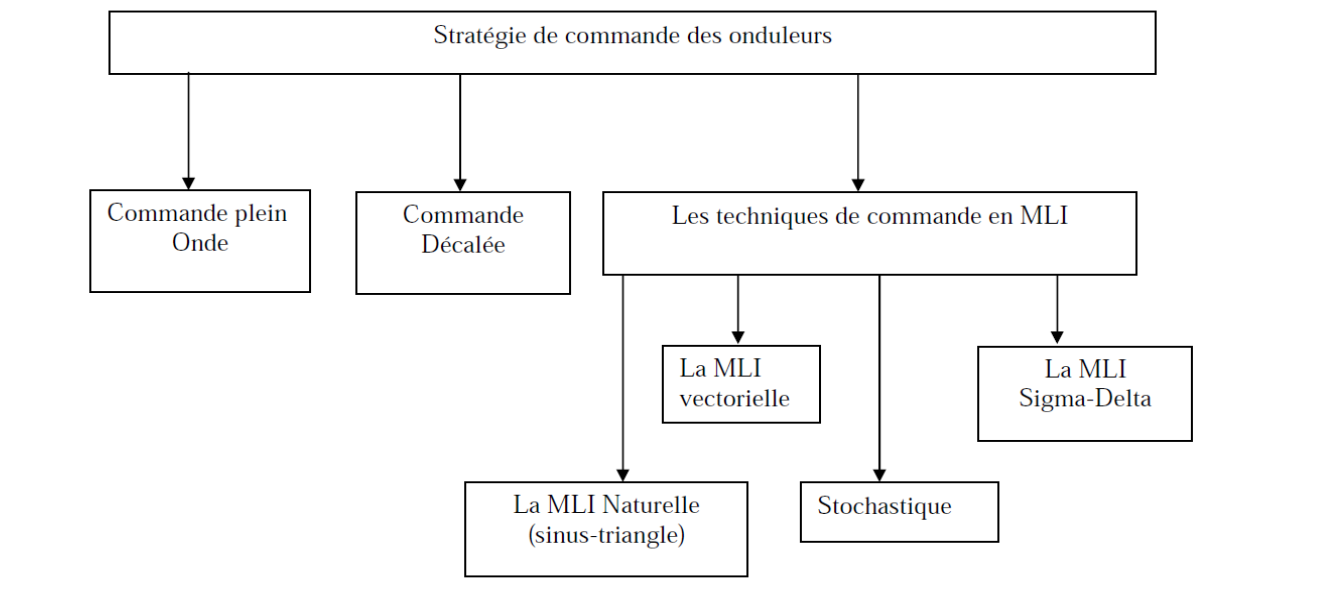 Stratégie de commande des onduleurs
Commande plein
Onde
Commande
Décalée
Les techniques de commande en MLI
La MLI
vectorielle
La MLI
Sigma-Delta
La MLI Naturelle
(sinus-triangle)
Stochastique